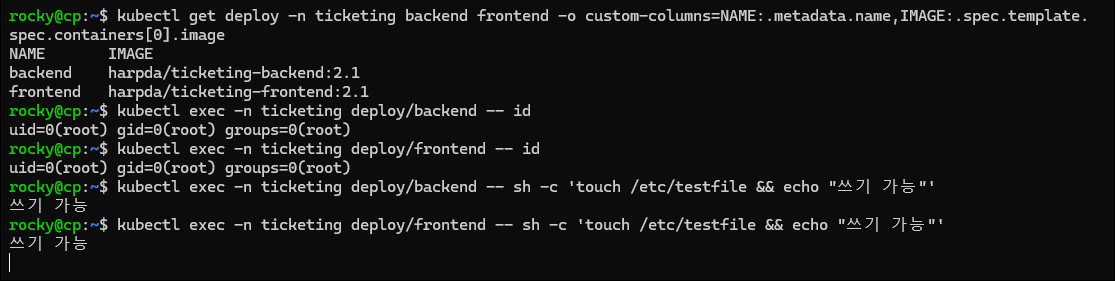 rocky@cp:~$ kubectl get deploy -n ticketing backend frontend -o custom-columns=NAME:.metadata.name,IMAGE:.spec.template.
spec.containers[0].image
NAME       IMAGE
backend    harpda/ticketing-backend:2.1
frontend   harpda/ticketing-frontend:2.1
rocky@cp:~$ kubectl exec -n ticketing deploy/backend -- id
uid=0(root) gid=0(root) groups=0(root)
rocky@cp:~$ kubectl exec -n ticketing deploy/frontend -- id
uid=0(root) gid=0(root) groups=0(root)
rocky@cp:~$ kubectl exec -n ticketing deploy/backend -- sh -c 'touch /etc/testfile && echo "쓰기 가능"'
쓰기 가능
rocky@cp:~$ kubectl exec -n ticketing deploy/frontend -- sh -c 'touch /etc/testfile && echo "쓰기 가능"'
쓰기 가능